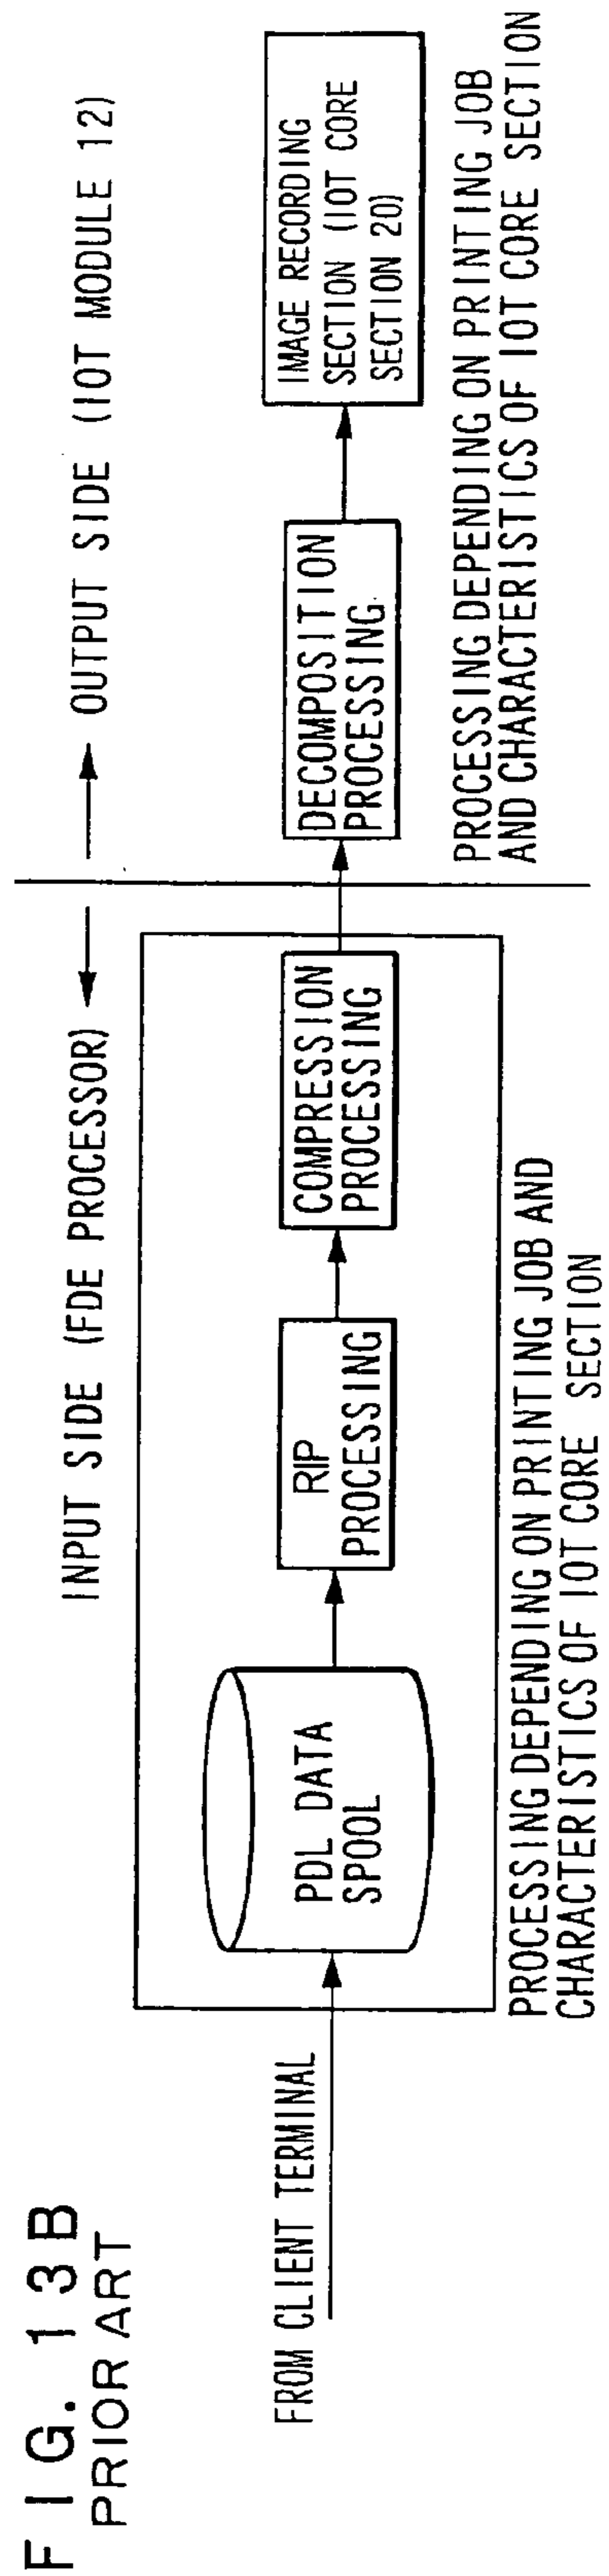 FIG. 13B
PRIOR ART
INPUT SIDE (FDE PROCESSOR)
OUTPUT SIDE (IOT MODULE 12)
FROM CLIENT TERMINAL
PDL DATA
SPOOL
RIP
PROCESSING
COMPRESSION
PROCESSING
DECOMPOSITION
PROCESSING
IMAGE RECORDING
SECTION (IOT CORE
SECTION 20)
PROCESSING DEPENDING ON PRINTING JOB AND
CHARACTERISTICS OF IOT CORE SECTION
PROCESSING DEPENDING ON PRINTING JOB
AND CHARACTERISTICS OF IOT CORE SECTION